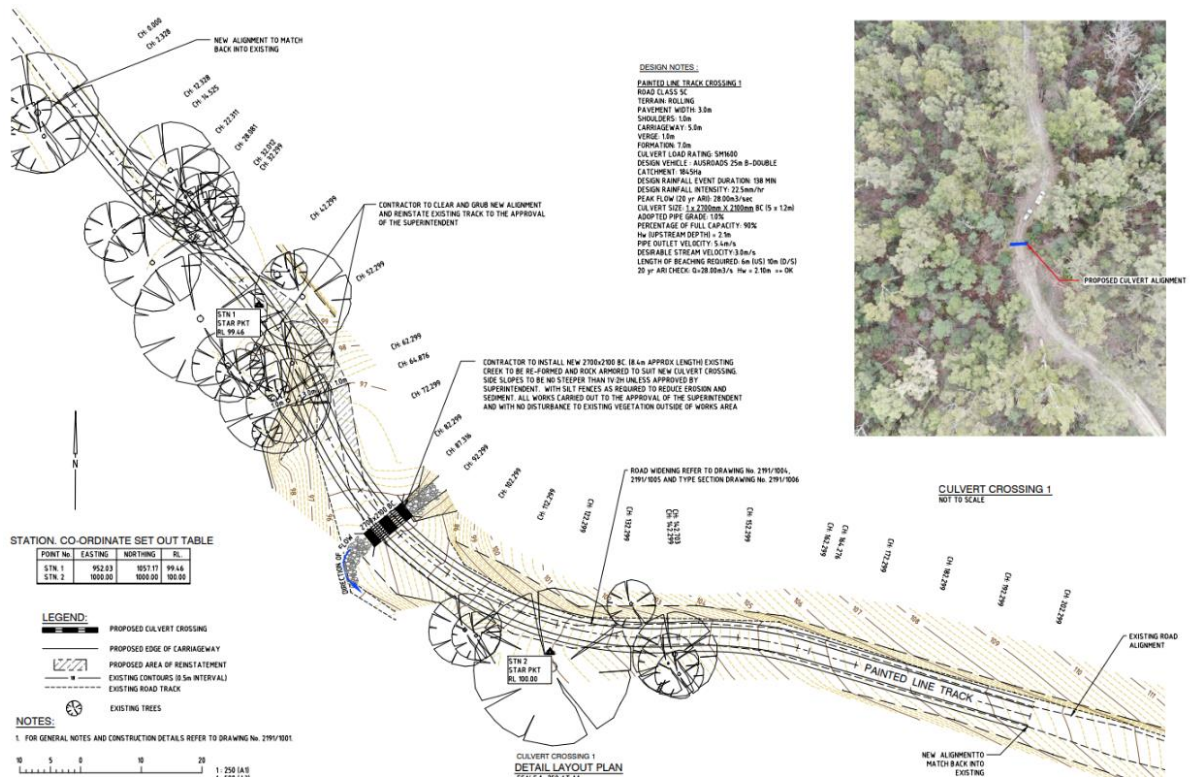 CH: 0.000
CH: 2.328
NEW ALIGNMENT TO MATCH
BACK INTO EXISTING
CH: 12.328
CH: 14.525
CH: 22.311
CH: 28.081
CH: 32.012
CH: 32.299
CH: 42.299
CONTRACTOR TO CLEAR AND GRUB NEW ALIGNMENT
AND REINSTATE EXISTING TRACK TO THE APPROVAL
OF THE SUPERINTENDENT
CH: 52.299
STN 1
STAR PKT
RL 99.46
99
98
97
CH: 62.299
CH: 64.876
CH: 72.299
CONTRACTOR TO INSTALL NEW 2700x2100 BC. (8.4m APPROX LENGTH) EXISTING
CREEK TO BE RE-FORMED AND ROCK ARMORED TO SUIT NEW CULVERT CROSSING.
SIDE SLOPES TO BE NO STEEPER THAN 1V:2H UNLESS APPROVED BY
SUPERINTENDENT. WITH SILT FENCES AS REQUIRED TO REDUCE EROSION AND
SEDIMENT. ALL WORKS CARRIED OUT TO THE APPROVAL OF THE SUPERINTENDENT
AND WITH NO DISTURBANCE TO EXISTING VEGETATION OUTSIDE OF WORKS AREA
CH: 82.299
CH: 87.316
CH: 92.299
CH: 102.299
CH: 112.299
CH: 122.299
CH: 132.299
CH: 142.703
CH: 142.299
CH: 152.299
CH: 162.299
CH: 164.276
CH: 172.299
CH: 182.299
CH: 192.299
CH: 202.299
ROAD WIDENING REFER TO DRAWING No. 2191/1004,
2191/1005 AND TYPE SECTION DRAWING No. 2191/1006
2700x2100 BC
DIRECTION OF FLOW
STN 2
STAR PKT
RL 100.00
PAINTED LINE TRACK
EXISTING ROAD
ALIGNMENT
NEW ALIGNMENTTO
MATCH BACK INTO
EXISTING
DESIGN NOTES :
PAINTED LINE TRACK CROSSING 1
ROAD CLASS 5C
TERRAIN: ROLLING
PAVEMENT WIDTH: 3.0m
SHOULDERS: 1.0m
CARRIAGEWAY: 5.0m
VERGE: 1.0m
FORMATION: 7.0m
CULVERT LOAD RATING: SM1600
DESIGN VEHICLE : AUSROADS 25m B-DOUBLE
CATCHMENT: 1845Ha
DESIGN RAINFALL EVENT DURATION: 138 MIN
DESIGN RAINFALL INTENSITY: 22.5mm/hr
PEAK FLOW (20 yr ARI): 28.00m3/sec
CULVERT SIZE: 1 x 2700mm X 2100mm BC (5 x 1.2m)
ADOPTED PIPE GRADE: 1.0%
PERCENTAGE OF FULL CAPACITY: 90%
Hw (UPSTREAM DEPTH) = 2.1m
PIPE OUTLET VELOCITY: 5.4m/s
DESIRABLE STREAM VELOCITY:3.0m/s
LENGTH OF BEACHING REQUIRED: 6m (U/S) 10m (D/S)
20 yr ARI CHECK: Q=28.00m3/s Hw = 2.10m >> OK
PROPOSED CULVERT ALIGNMENT
CULVERT CROSSING 1
NOT TO SCALE
N
STATION. CO-ORDINATE SET OUT TABLE
POINT No. EASTING NORTHING RL.
STN. 1 952.03 1057.17 99.46
STN. 2 1000.00 1000.00 100.00
LEGEND:
PROPOSED CULVERT CROSSING
PROPOSED EDGE OF CARRIAGEWAY
PROPOSED AREA OF REINSTATEMENT
EXISTING CONTOURS (0.5m INTERVAL)
EXISTING ROAD TRACK
EXISTING TREES
NOTES:
1. FOR GENERAL NOTES AND CONSTRUCTION DETAILS REFER TO DRAWING No. 2191/1001.
10 5 0 10 20
1 : 250 (A1)
CULVERT CROSSING 1
DETAIL LAYOUT PLAN